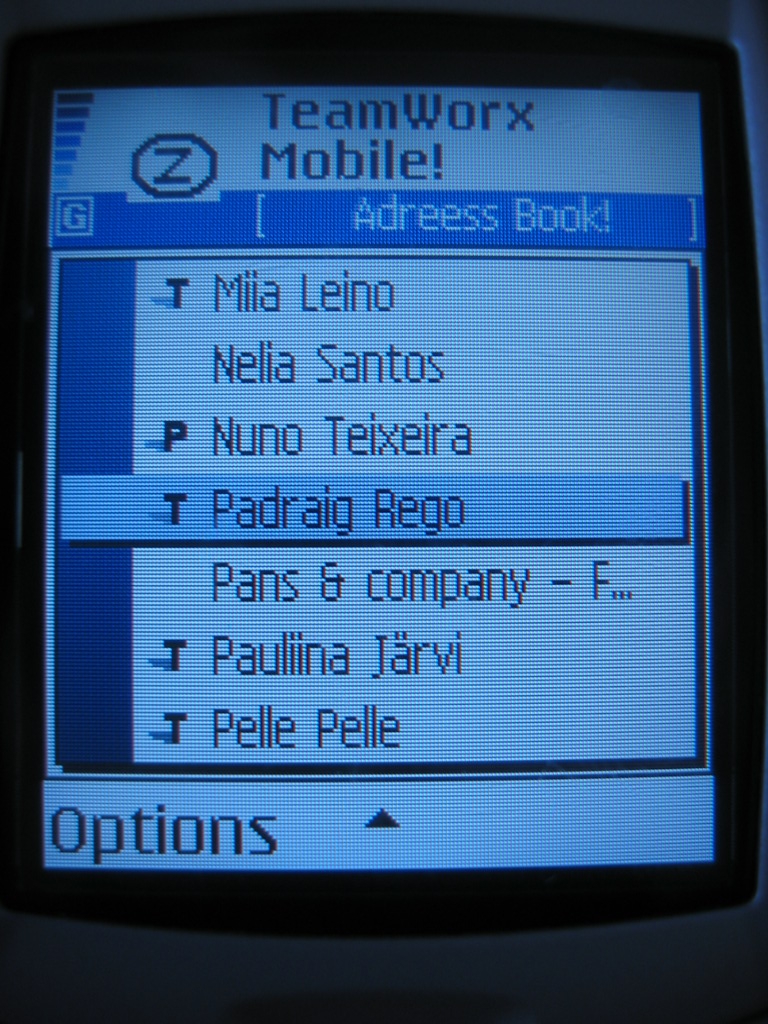 TeamWorx
Mobile!
Z
G [ Adreess Book! ]
T Miia Leino
Nelia Santos
P Nuno Teixeira
T Padraig Rego
Pans & company - F...
T Pauliina Järvi
T Pelle Pelle
Options